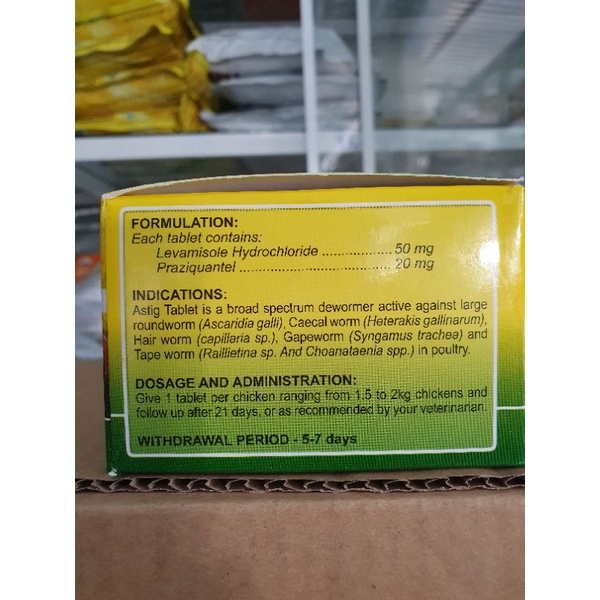 FORMULATION:
Each tablet contains:
Levamisole Hydrochloride .................. 50 mg
Praziquantel ........................................ 20 mg
INDICATIONS:
Astig Tablet is a broad spectrum dewormer active against large
roundworm (Ascaridia galli), Caecal worm (Heterakis gallinarum),
Hair worm (capillaria sp.), Gapeworm (Syngamus trachea) and
Tape worm (Raillietina sp. And Choanataenia spp.) in poultry.
DOSAGE AND ADMINISTRATION:
Give 1 tablet per chicken ranging from 1.5 to 2kg chickens and
follow up after 21 days, or as recommended by your veterinarian.
WITHDRAWAL PERIOD - 5-7 days